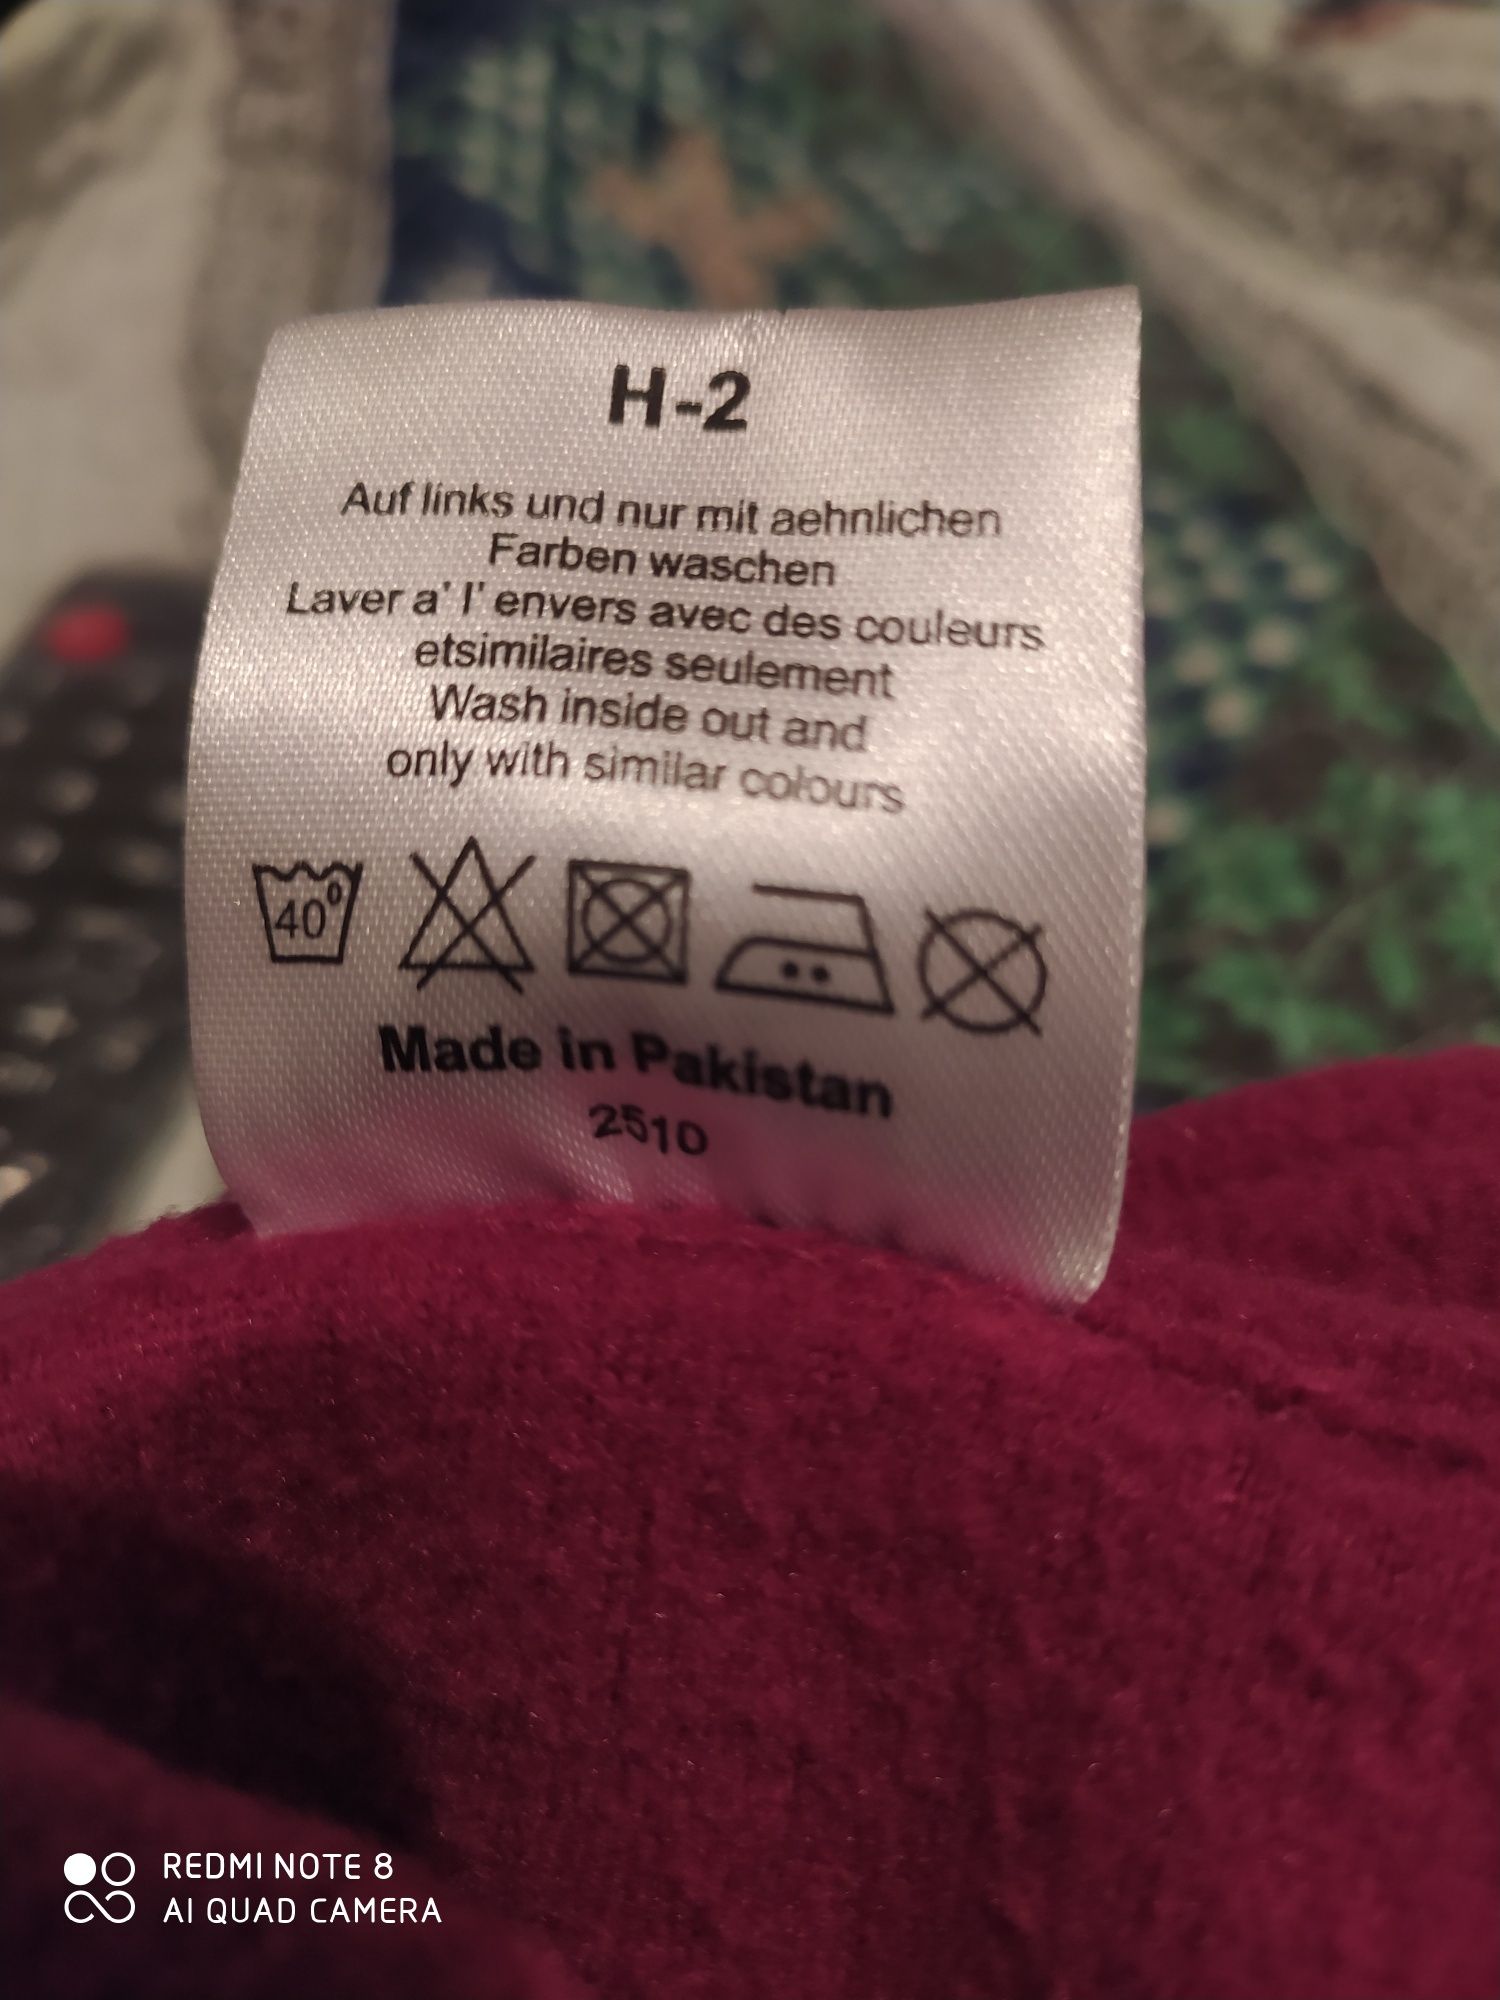 H-2
Auf links und nur mit aehnlichen
Farben waschen
Laver a' l' envers avec des couleurs
etsimilaires seulement
Wash inside out and
only with similar colours
40°
Made in Pakistan
2510
REDMI NOTE 8
AI QUAD CAMERA